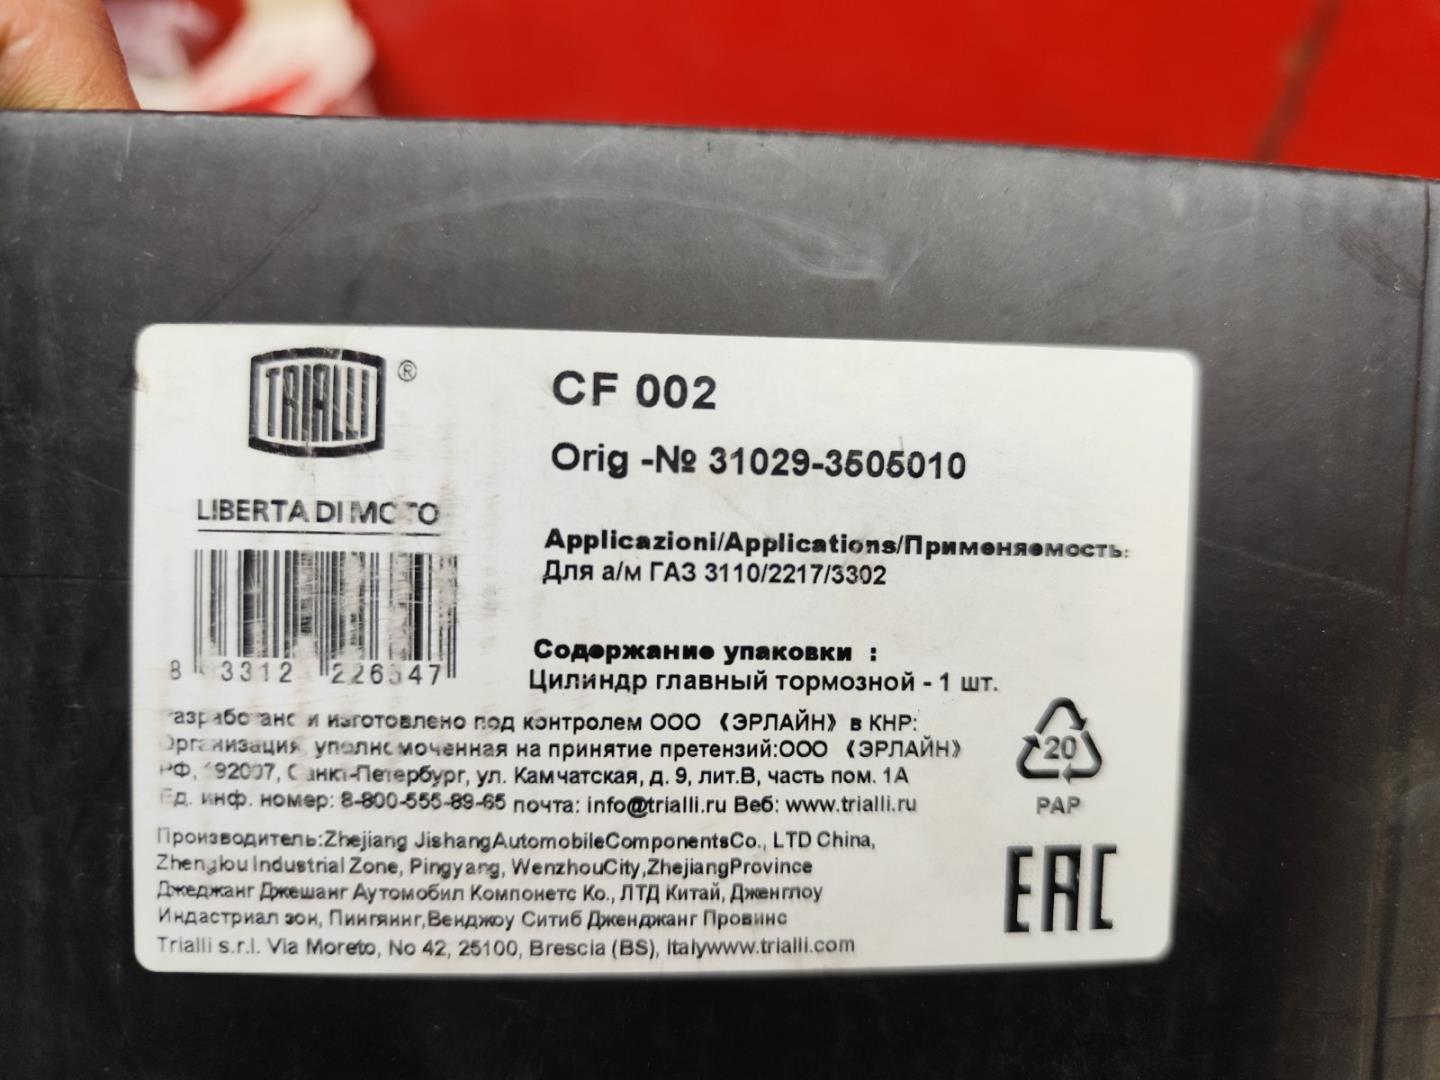 TRIALLI ®
LIBERTA DI MOTO
CF 002
Orig -№ 31029-3505010
Applicazioni/Applications/Применяемость:
Для а/м ГАЗ 3110/2217/3302
Содержание упаковки :
Цилиндр главный тормозной - 1 шт.
8 3312 226547
и изготовлено под контролем ООО 《ЭРЛАЙН》 в КНР:
Организация, уполномоченная на принятие претензий:ООО 《ЭРЛАЙН》
РФ, 192007, Санкт-Петербург, ул. Камчатская, д. 9, лит.В, часть пом. 1А
Ед. инф. номер: 8-800-555-89-65 почта: info@trialli.ru Веб: www.trialli.ru
Производитель:Zhejiang JishangAutomobileComponentsCo., LTD China,
Industrial Zone, Pingyang, WenzhouCity,ZhejiangProvince
Джеджанг Джешанг Аутомобил Компонетс Ко., ЛТД Китай, Дженглоу
Индастриал зон, Пингянг,Венджоу Ситиб Дженджанг Провинс
Trialli s.r.l. Via Moreto, No 42, 25100, Brescia (BS), Italywww.trialli.com
20
PAP
EAC